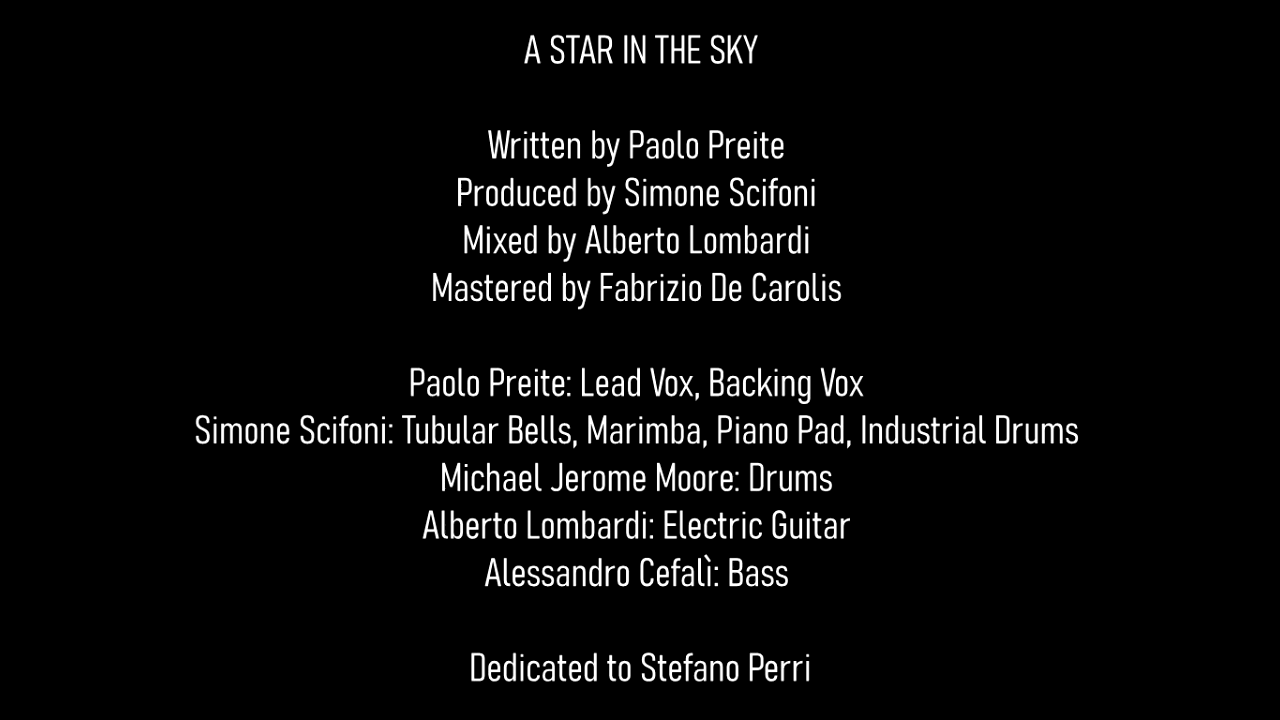 A STAR IN THE SKY
Written by Paolo Preite
Produced by Simone Scifoni
Mixed by Alberto Lombardi
Mastered by Fabrizio De Carolis
Paolo Preite: Lead Vox, Backing Vox
Simone Scifoni: Tubular Bells, Marimba, Piano Pad, Industrial Drums
Michael Jerome Moore: Drums
Alberto Lombardi: Electric Guitar
Alessandro Cefalì: Bass
Dedicated to Stefano Perri